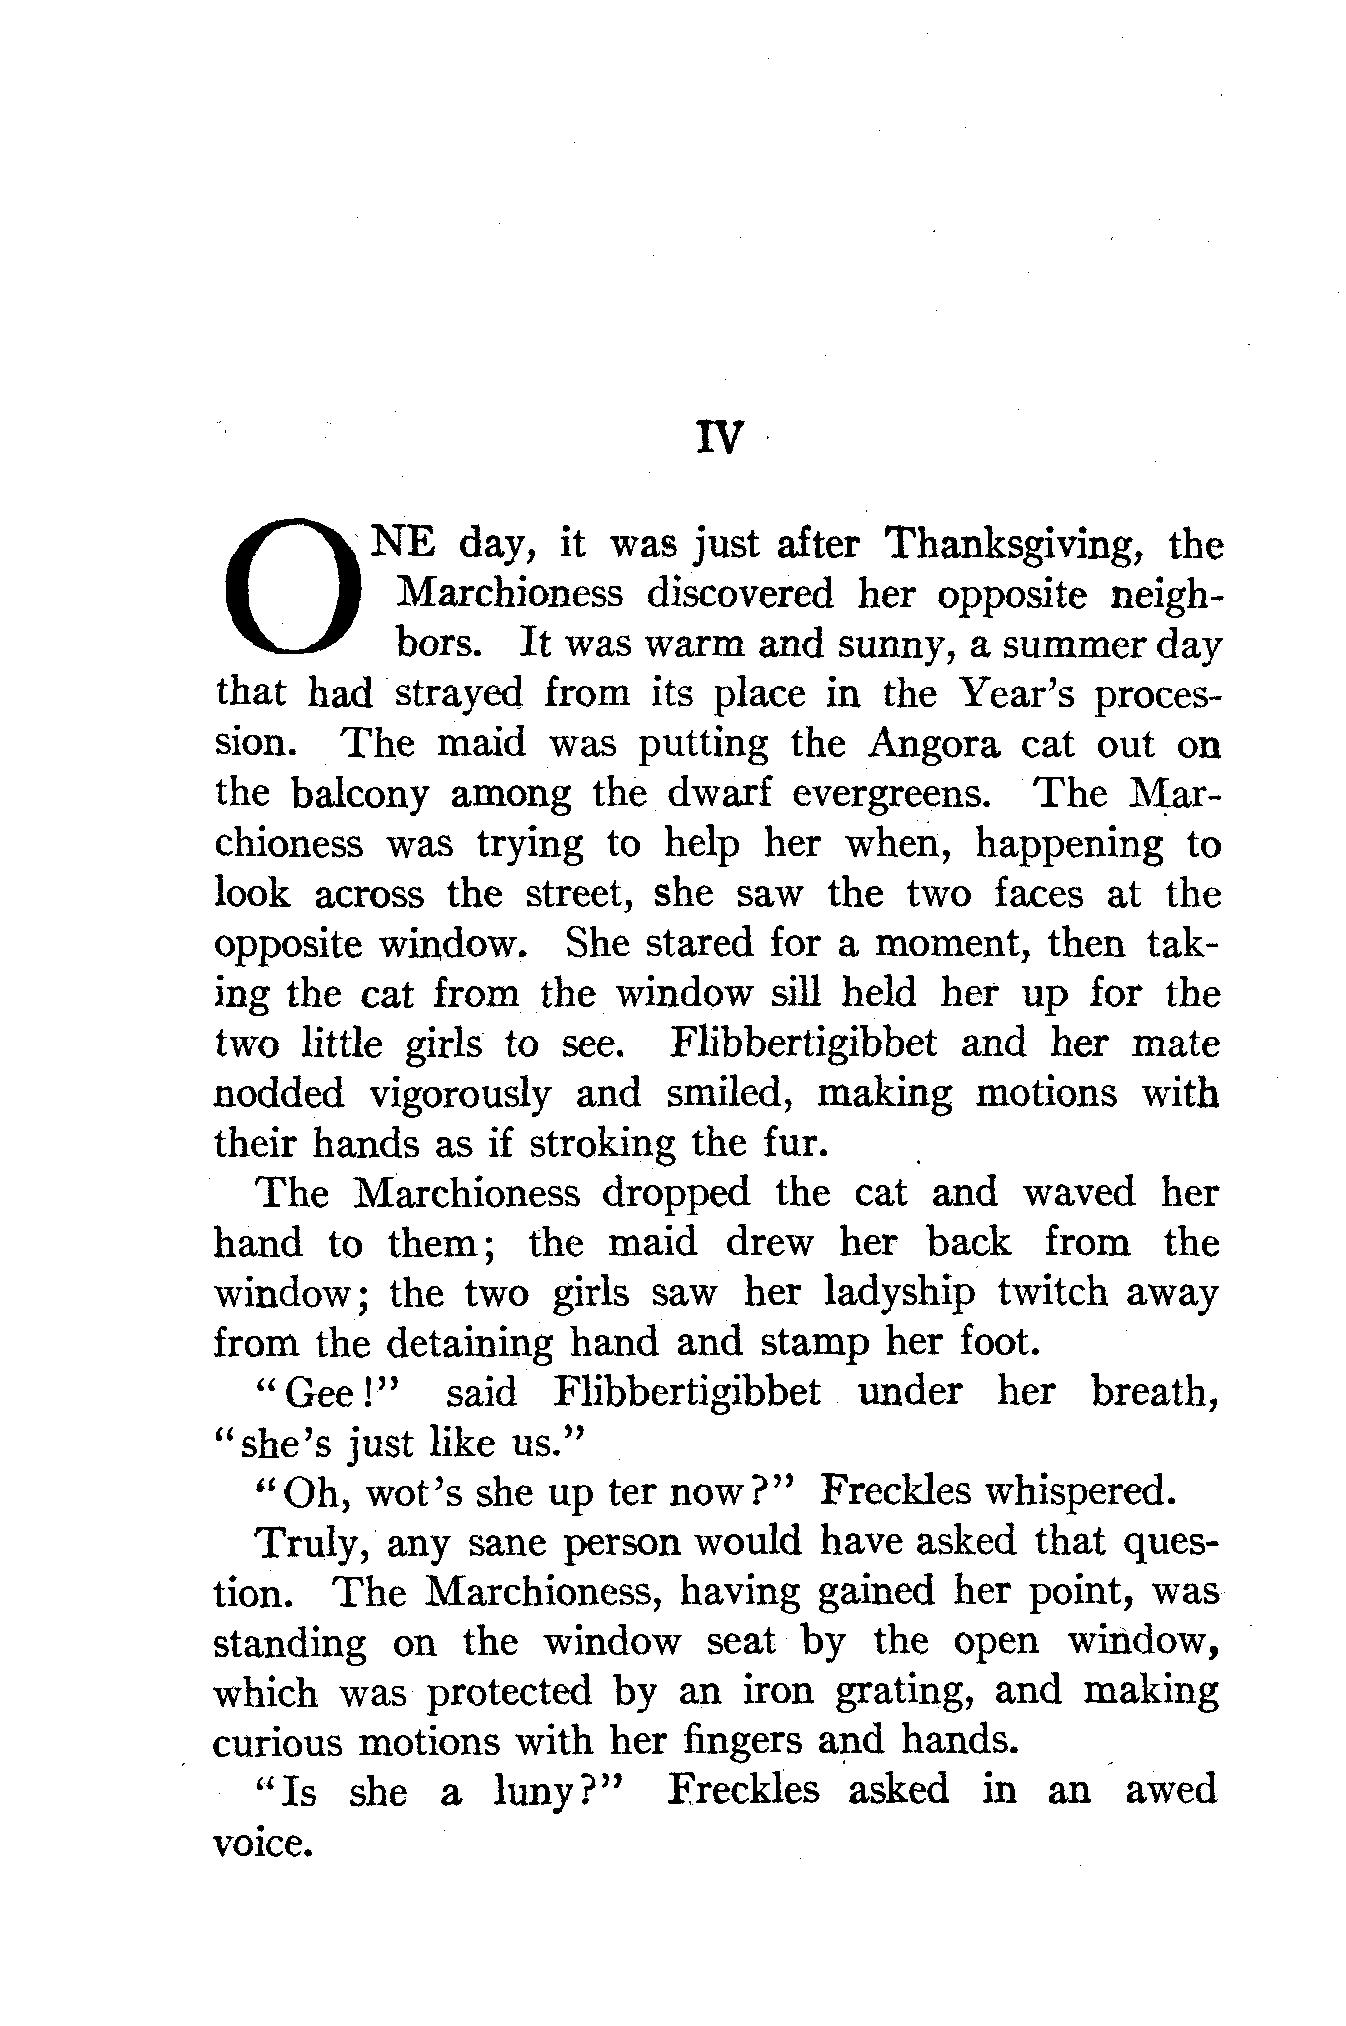 IV
ONE day, it was just after Thanksgiving, the
Marchioness discovered her opposite neigh-
bors. It was warm and sunny, a summer day
that had strayed from its place in the Year's proces-
sion. The maid was putting the Angora cat out on
the balcony among the dwarf evergreens. The Mar-
chioness was trying to help her when, happening to
look across the street, she saw the two faces at the
opposite window. She stared for a moment, then tak-
ing the cat from the window sill held her up for the
two little girls to see. Flibbertigibbet and her mate
nodded vigorously and smiled, making motions with
their hands as if stroking the fur.
The Marchioness dropped the cat and waved her
hand to them; the maid drew her back from the
window; the two girls saw her ladyship twitch away
from the detaining hand and stamp her foot.
"Gee!" said Flibbertigibbet under her breath,
"she's just like us."
"Oh, wot's she up ter now?" Freckles whispered.
Truly, any sane person would have asked that ques-
tion. The Marchioness, having gained her point, was
standing on the window seat by the open window,
which was protected by an iron grating, and making
curious motions with her fingers and hands.
"Is she a luny?" Freckles asked in an awed
voice.